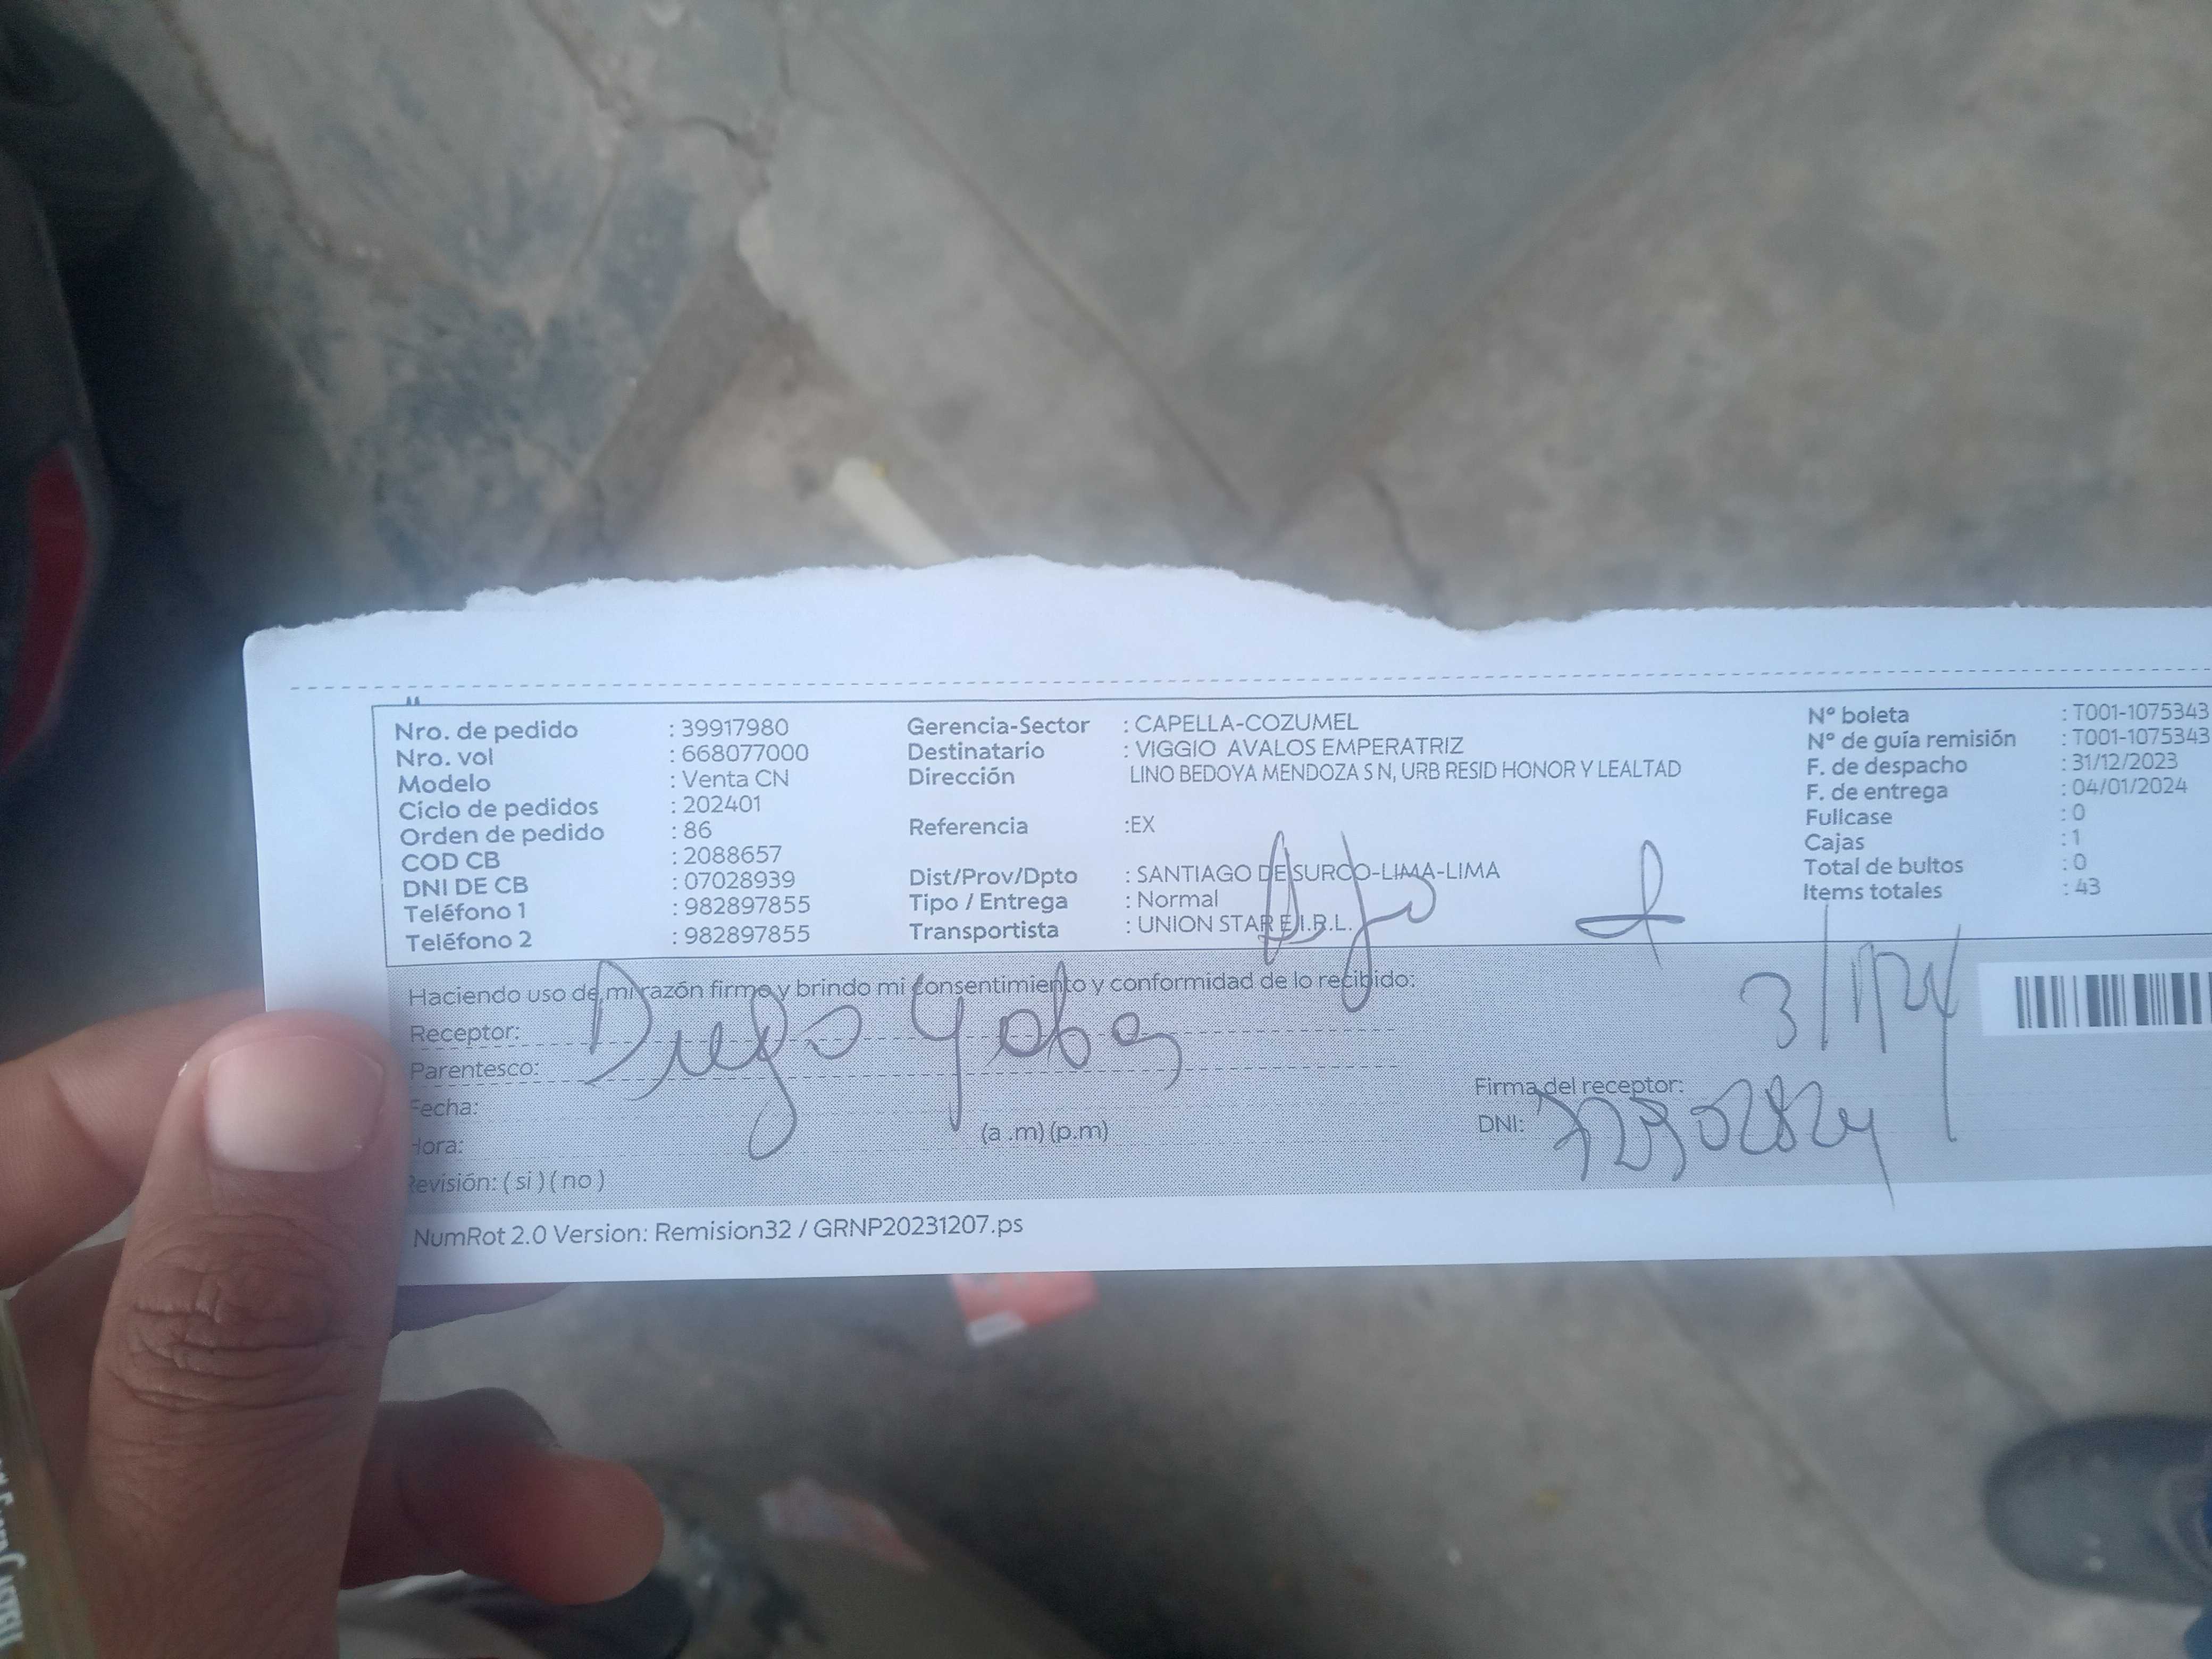 Nro. de pedido : 39917980 Gerencia-Sector : CAPELLA-COZUMEL Nº boleta : T001-1075343
Nro. vol : 668077000 Destinatario : VIGGIO AVALOS EMPERATRIZ Nº de guía remisión : T001-1075343
Modelo : Venta CN Dirección LINO BEDOYA MENDOZA S N, URB RESID HONOR Y LEALTAD F. de despacho : 31/12/2023
Ciclo de pedidos : 202401 F. de entrega : 04/01/2024
Orden de pedido : 86 Referencia :EX Fullcase : 0
COD CB : 2088657 Cajas : 1
DNI DE CB : 07028939 Dist/Prov/Dpto : SANTIAGO DE SURCO-LIMA-LIMA Total de bultos : 0
Teléfono 1 : 982897855 Tipo / Entrega : Normal Items totales : 43
Teléfono 2 : 982897855 Transportista : UNION STAR E.I.R.L.
Haciendo uso de mi razón firmo y brindo mi consentimiento y conformidad de lo recibido:
Receptor: Diego
Parentesco:
Fecha:
Firma del receptor:
Hora: (a .m) (p.m) DNI:
Revisión: ( si ) ( no )
NumRot 2.0 Version: Remision32 / GRNP20231207.ps